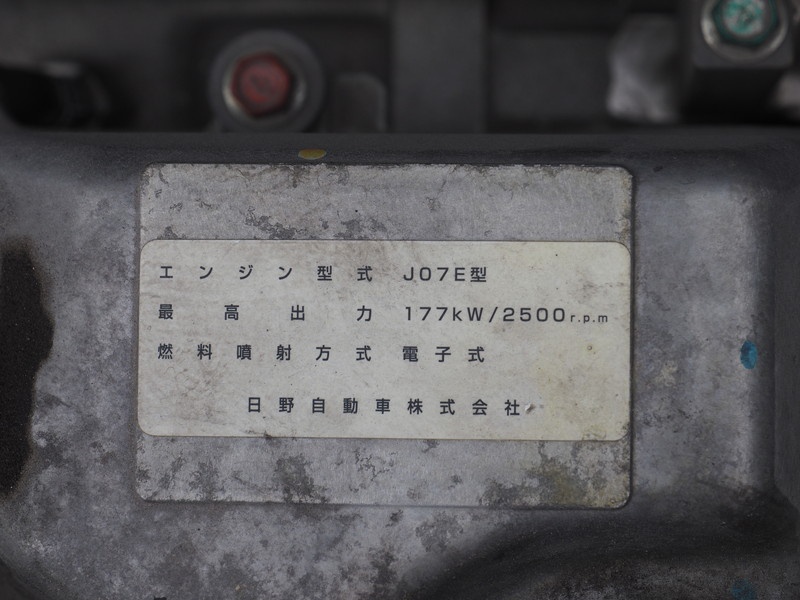 エンジン型式 J07E型
最高出力 177kW/2500r.p.m
燃料噴射方式 電子式
日野自動車株式会社